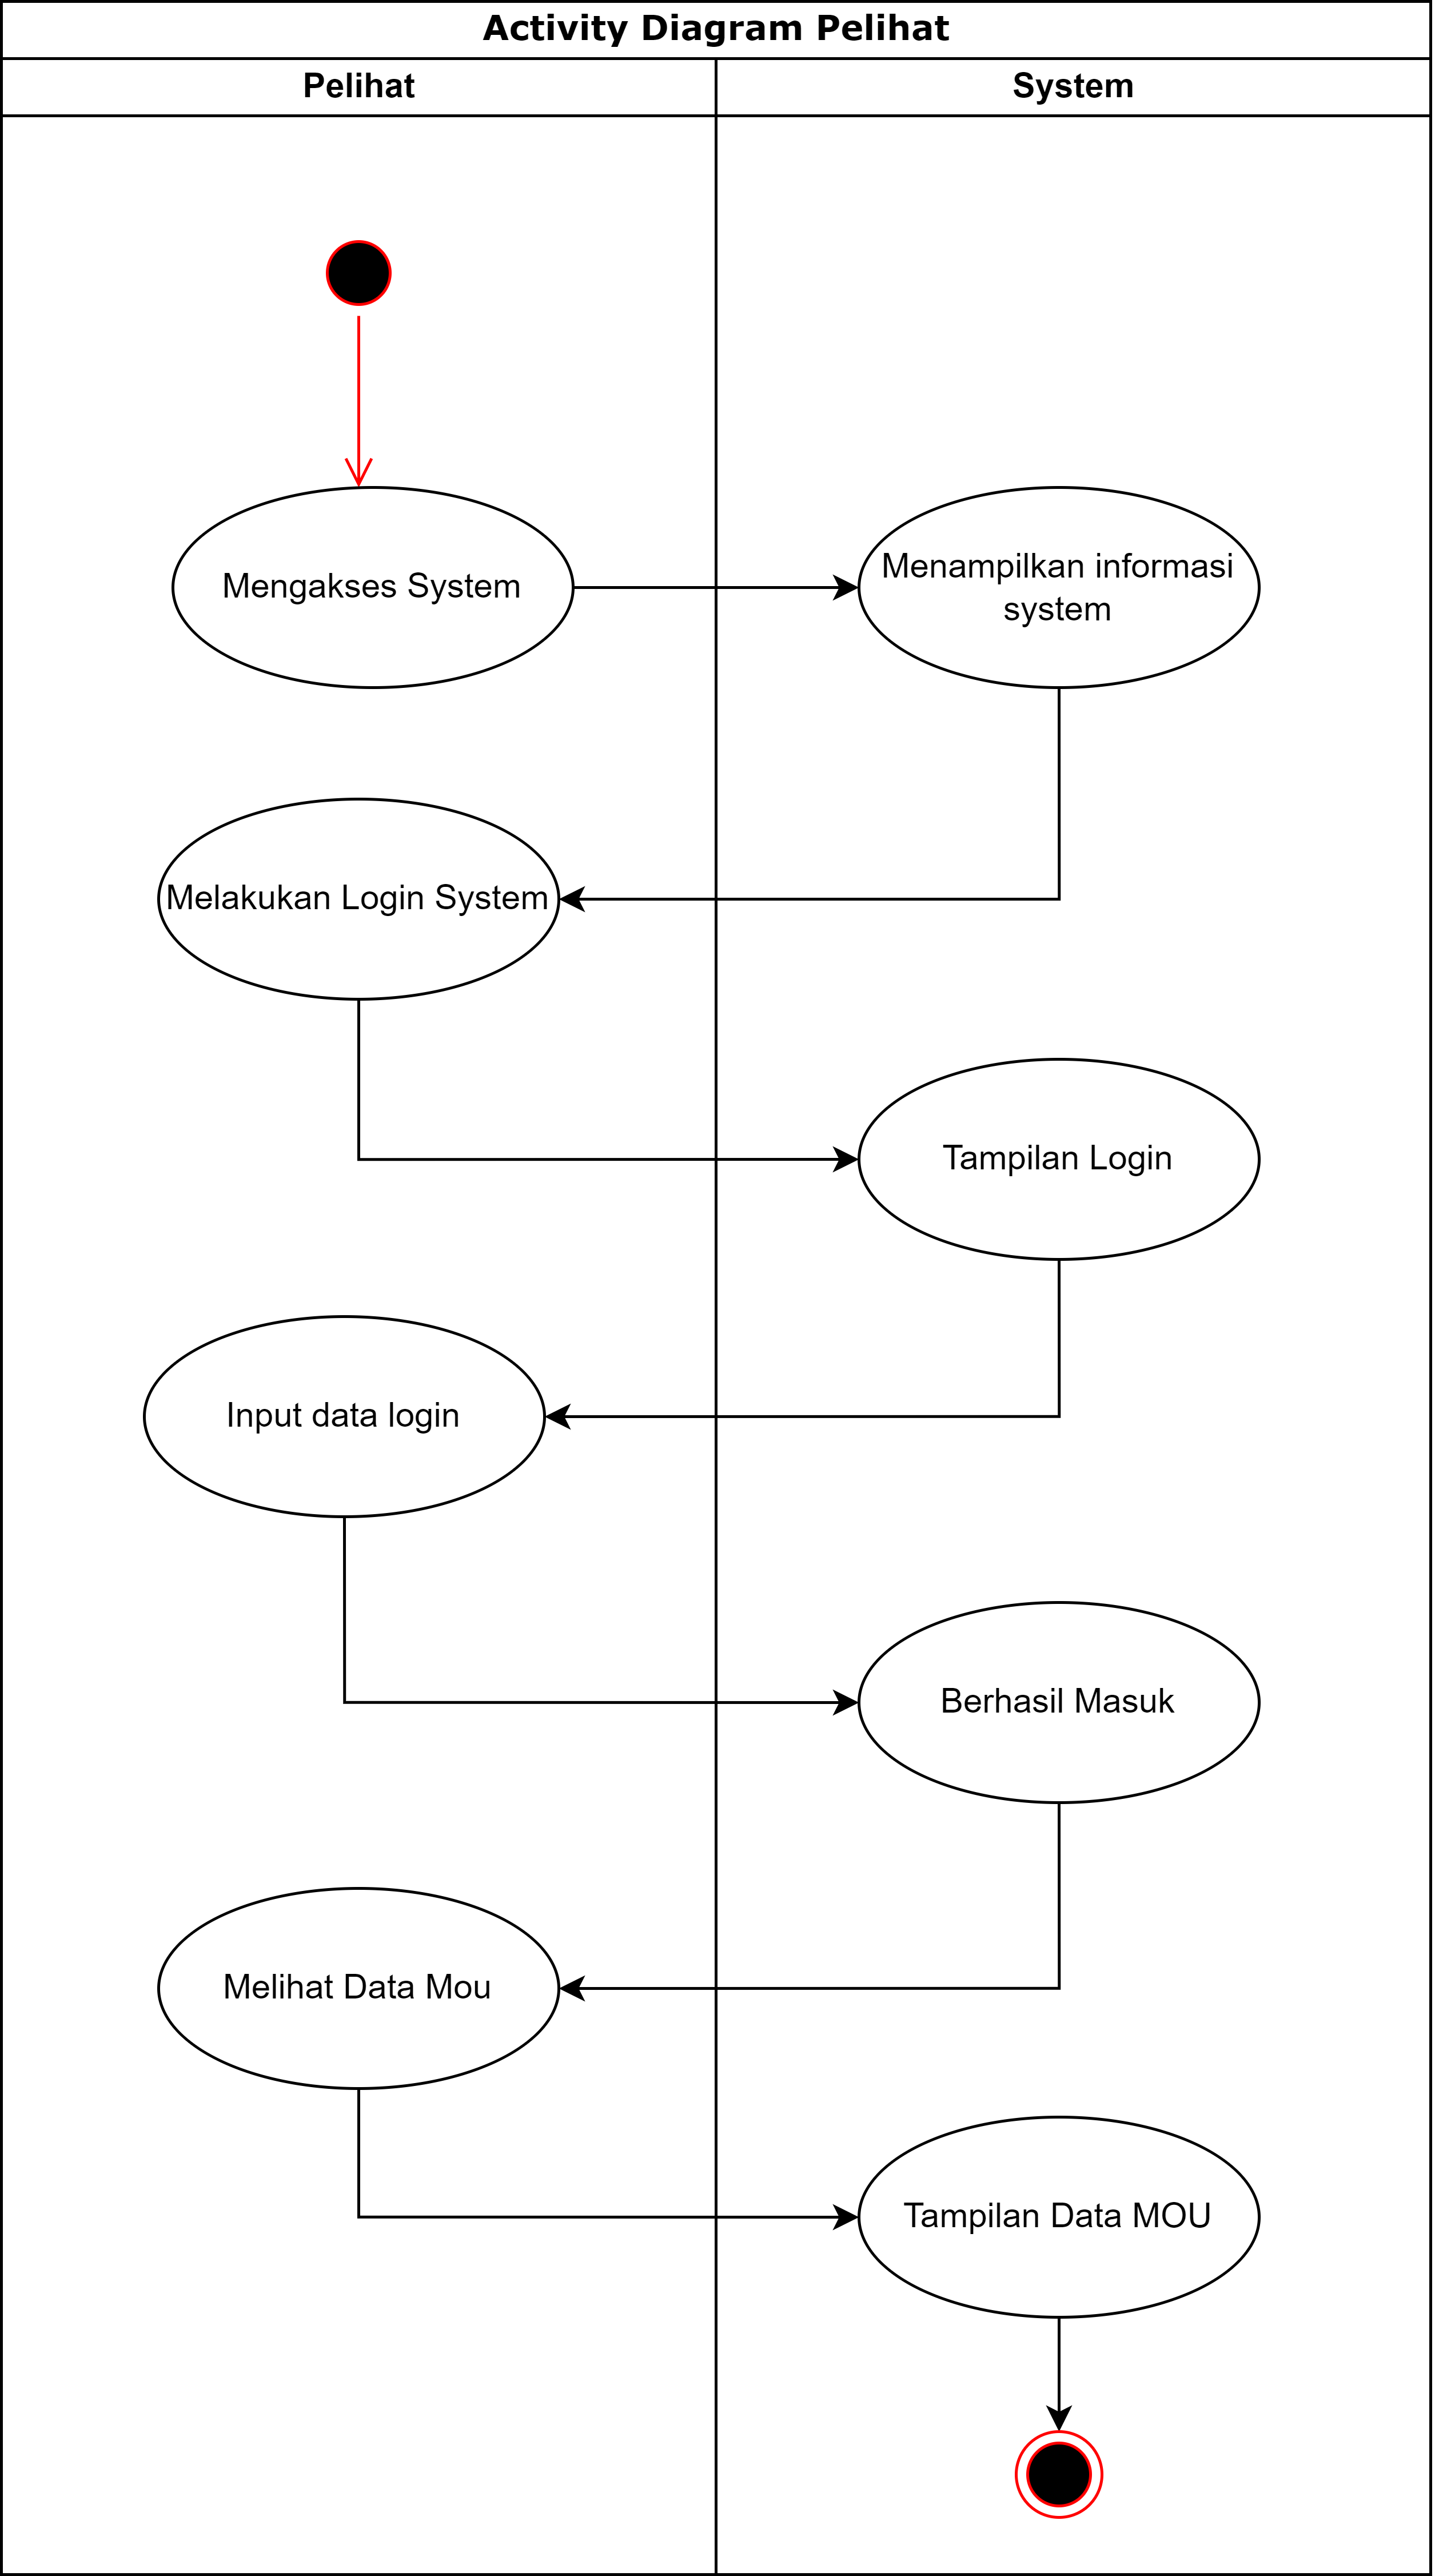 Activity Diagram Pelihat
Pelihat
System
Mengakses System
Menampilkan informasi
system
Melakukan Login System
Tampilan Login
Input data login
Berhasil Masuk
Melihat Data Mou
Tampilan Data MOU